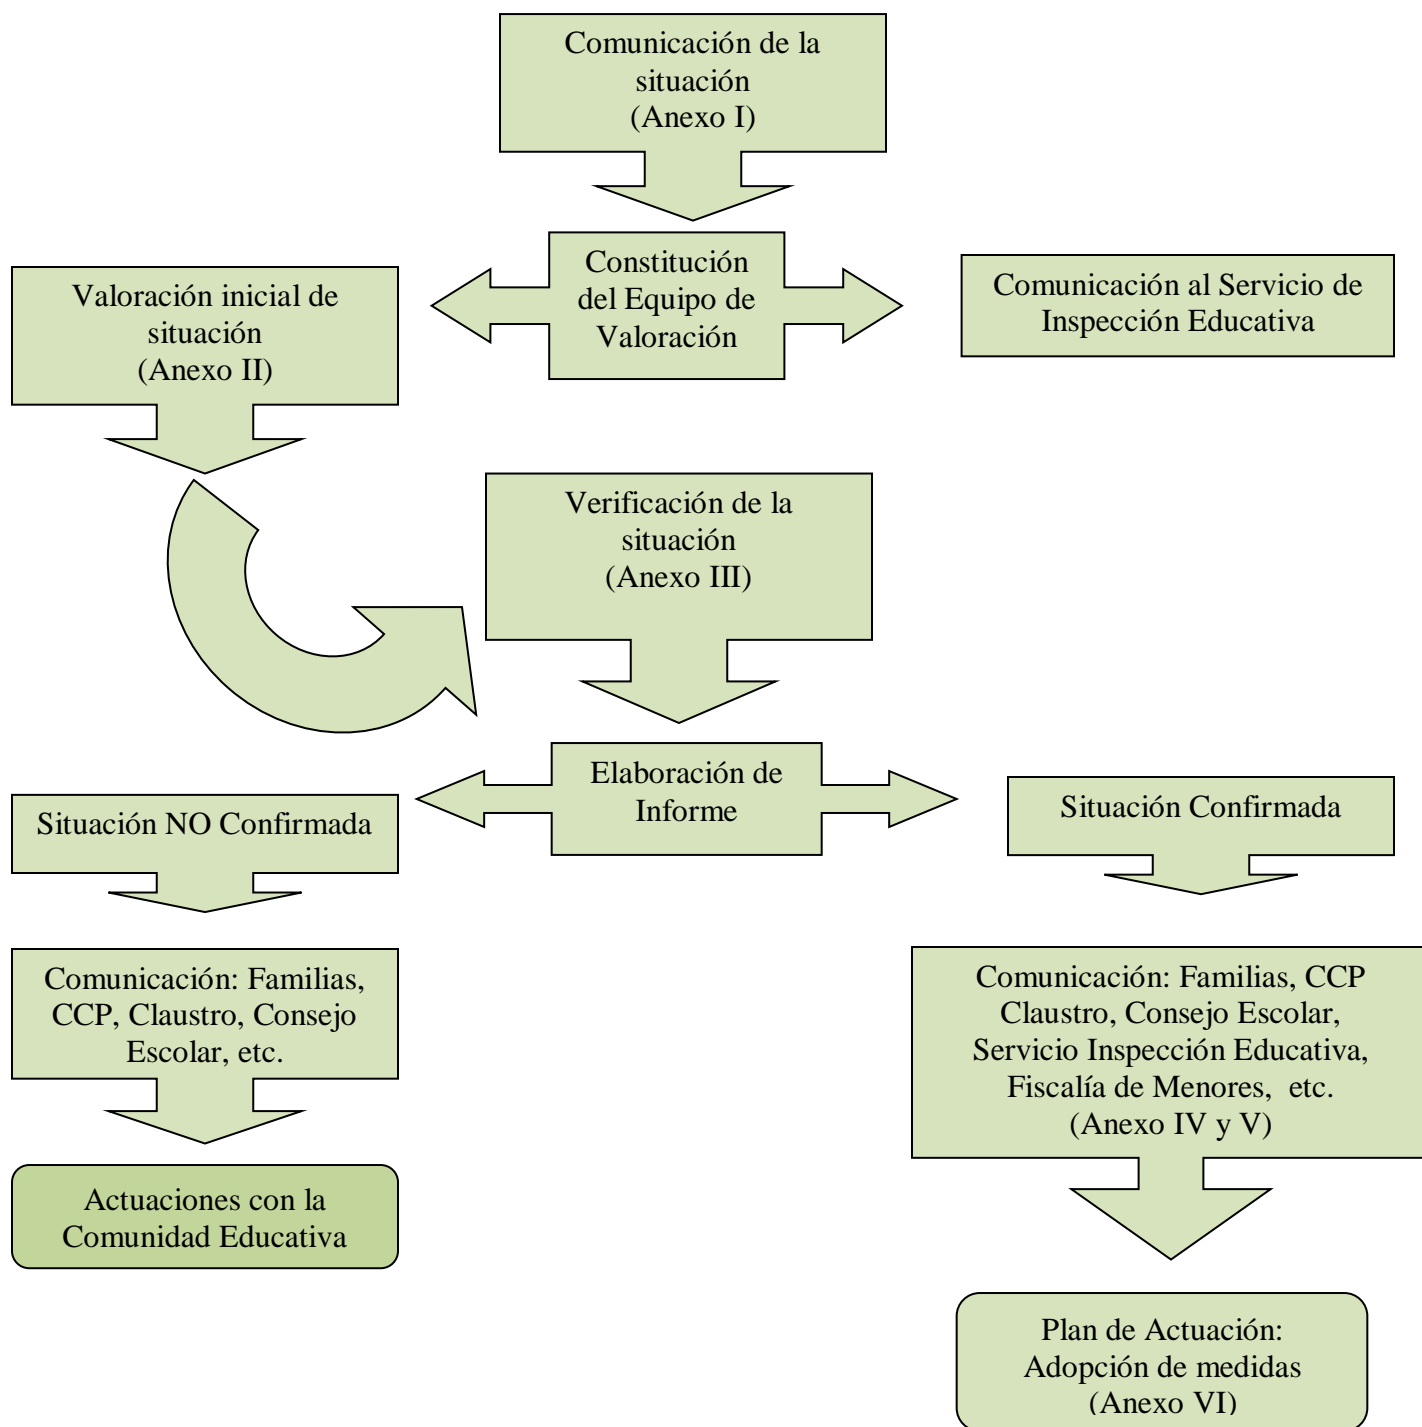 Comunicación de la
situación
(Anexo I)
Constitución
del Equipo de
Valoración
Valoración inicial de
situación
(Anexo II)
Comunicación al Servicio de
Inspección Educativa
Verificación de la
situación
(Anexo III)
Elaboración de
Informe
Situación NO Confirmada
Situación Confirmada
Comunicación: Familias,
CCP, Claustro, Consejo
Escolar, etc.
Comunicación: Familias, CCP
Claustro, Consejo Escolar,
Servicio Inspección Educativa,
Fiscalía de Menores,  etc.
(Anexo IV y V)
Actuaciones con la
Comunidad Educativa
Plan de Actuación:
Adopción de medidas
(Anexo VI)